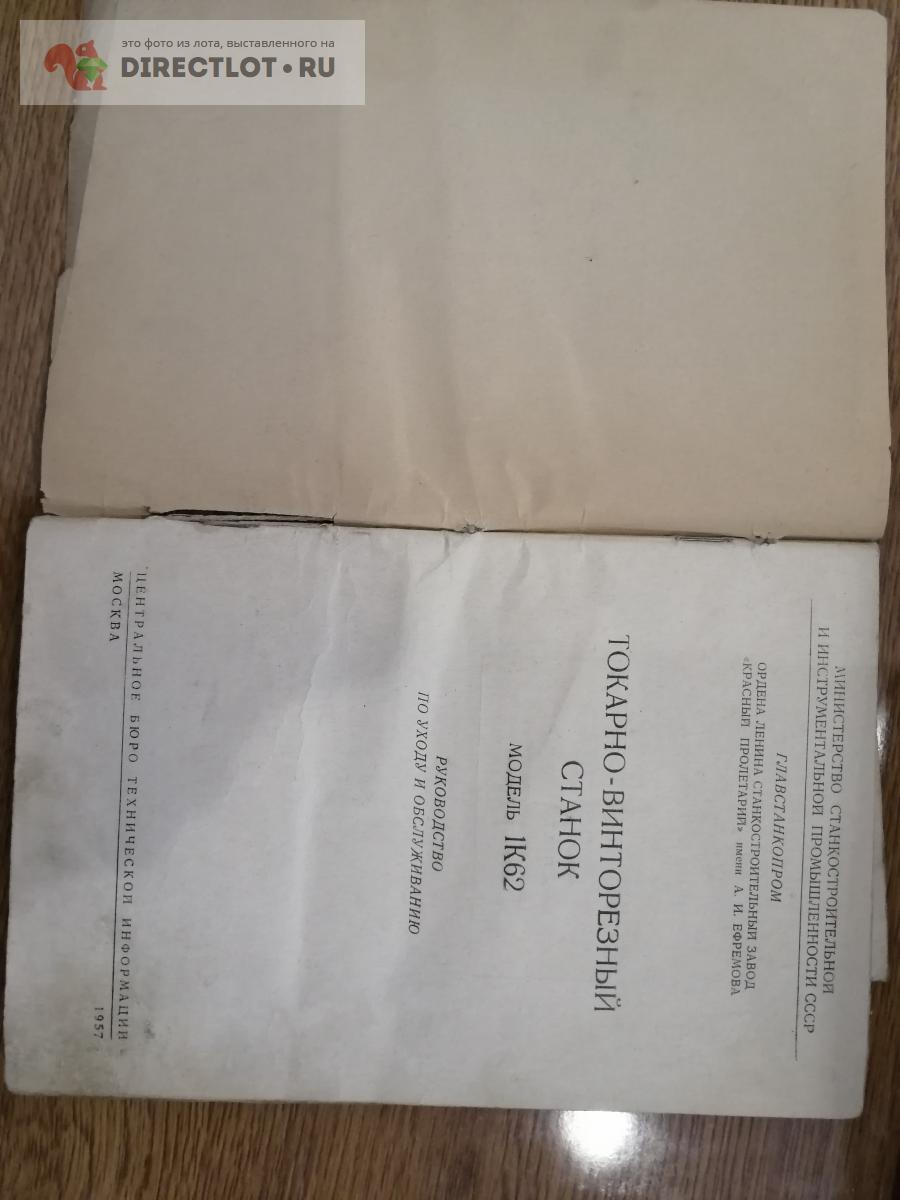 это фото из лота, выставленного на
DIRECTLOT•RU
МИНИСТЕРСТВО СТАНКОСТРОИТЕЛЬНОЙ
И ИНСТРУМЕНТАЛЬНОЙ ПРОМЫШЛЕННОСТИ СССР
ГЛАВСТАНКОПРОМ
ОРДЕНА ЛЕНИНА СТАНКОСТРОИТЕЛЬНЫЙ ЗАВОД
«КРАСНЫЙ ПРОЛЕТАРИЙ» имени А. И. ЕФРЕМОВА
ТОКАРНО-ВИНТОРЕЗНЫЙ
СТАНОК
МОДЕЛЬ 1К62
РУКОВОДСТВО
ПО УХОДУ И ОБСЛУЖИВАНИЮ
ЦЕНТРАЛЬНОЕ БЮРО ТЕХНИЧЕСКОЙ ИНФОРМАЦИИ
МОСКВА 1957